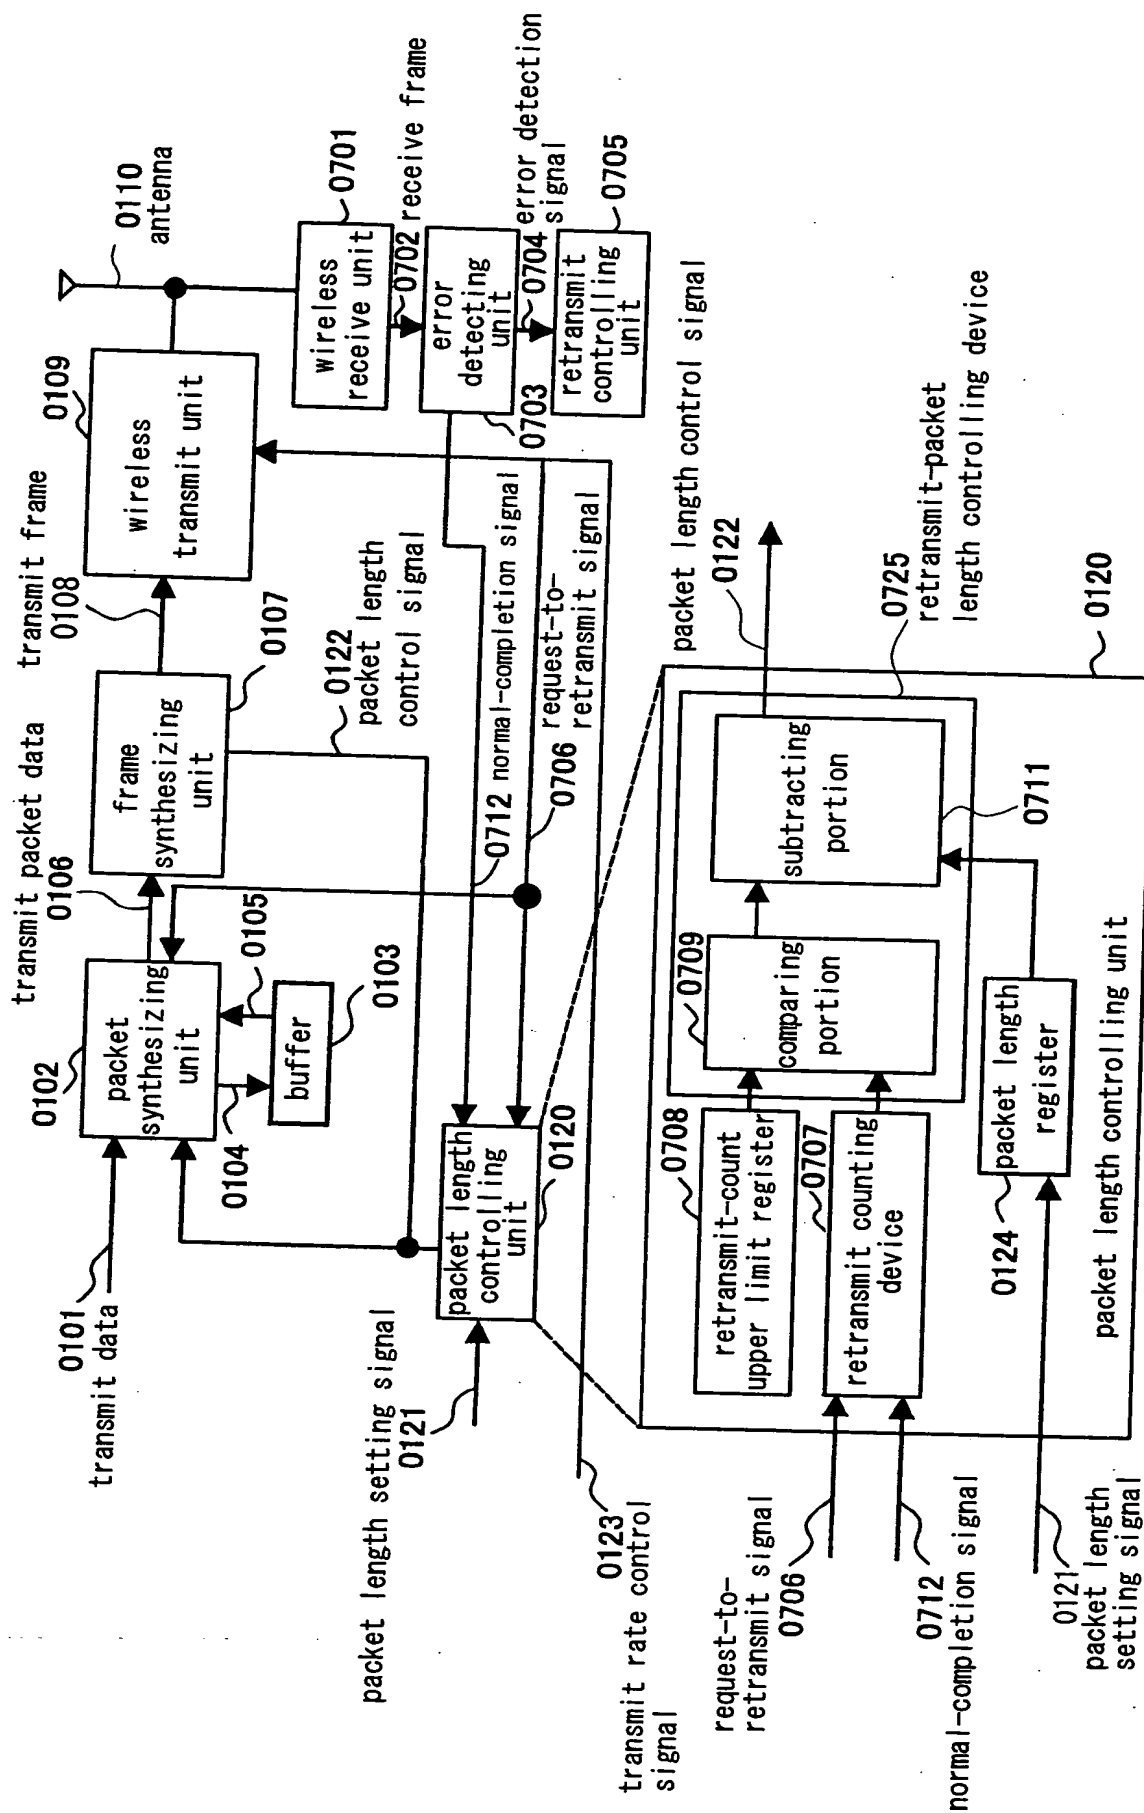 0110
antenna
0109
wireless
transmit unit
transmit frame
0108
0107
frame
synthesizing
unit
transmit packet data
0106
0102
packet
synthesizing
unit
0105
0104
buffer
0103
0101
transmit data
0701
wireless
receive unit
0702 receive frame
error
detecting
unit
0703
0704 error detection
signal
retransmit
controlling
unit
0705
0122
packet length
control signal
0712 normal-completion signal
0706
request-to-
retransmit signal
packet length
controlling
unit
0120
packet length setting signal
0121
0123
transmit rate control
signal
packet length control signal
0122
0725
retransmit-packet
length controlling device
0120
subtracting
portion
0711
0709
comparing
portion
0708
retransmit-count
upper limit register
0707
retransmit counting
device
packet length
register
0124
packet length controlling unit
request-to-
retransmit signal
0706
0712
normal-completion signal
0121
packet length
setting signal